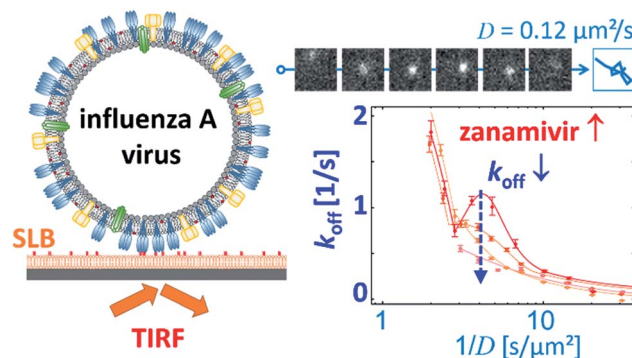 influenza A
virus
SLB
TIRF
D = 0.12 µm²/s
zanamivir ↑
k_off ↓
k_off [1/s]
2
1
0
1
10
1/D [s/µm²]